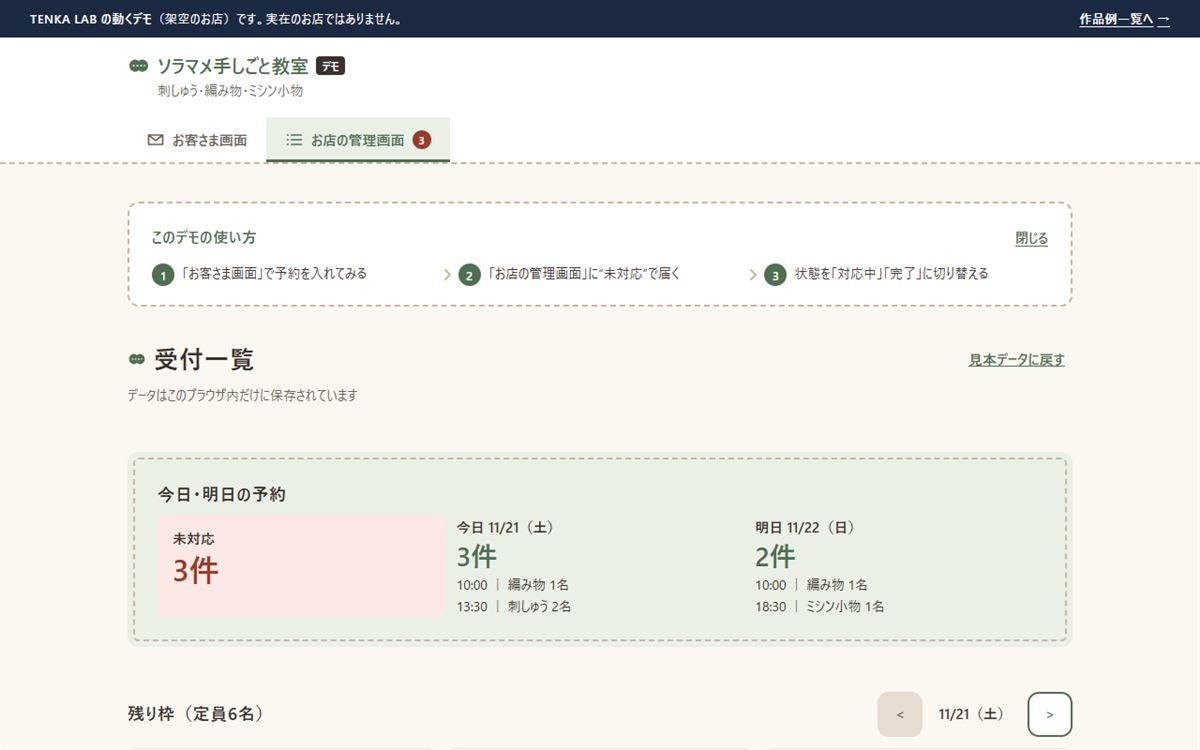 TENKA LAB の動くデモ（架空のお店）です。実在のお店ではありません。
作品例一覧へ →
ソラマメ手しごと教室 デモ
刺しゅう・編み物・ミシン小物
お客さま画面
お店の管理画面 3
このデモの使い方
閉じる
1 「お客さま画面」で予約を入れてみる
2 「お店の管理画面」に“未対応”で届く
3 状態を「対応中」「完了」に切り替える
受付一覧
見本データに戻す
データはこのブラウザ内だけに保存されています
今日・明日の予約
未対応
3件
今日 11/21（土）
3件
10:00 ｜ 編み物 1名
13:30 ｜ 刺しゅう 2名
明日 11/22（日）
2件
10:00 ｜ 編み物 1名
18:30 ｜ ミシン小物 1名
残り枠（定員6名）
< 11/21（土） >